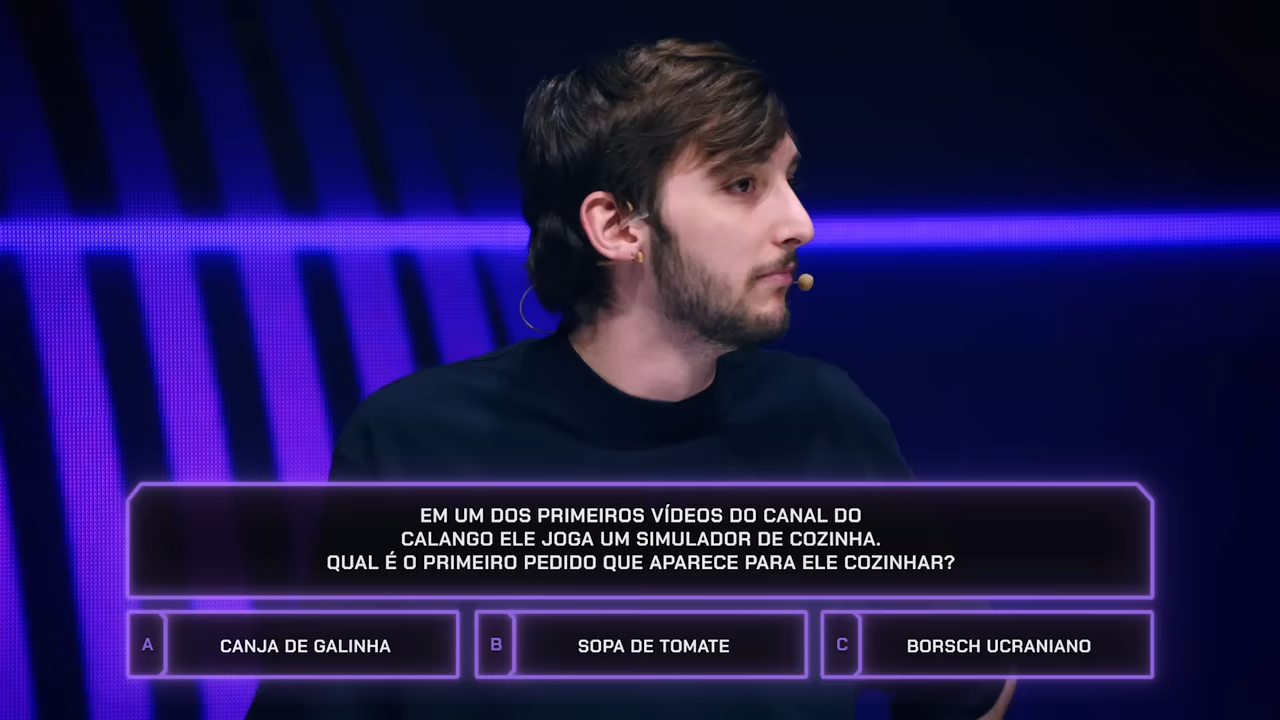 EM UM DOS PRIMEIROS VÍDEOS DO CANAL DO
CALANGO ELE JOGA UM SIMULADOR DE COZINHA.
QUAL É O PRIMEIRO PEDIDO QUE APARECE PARA ELE COZINHAR?
A CANJA DE GALINHA
B SOPA DE TOMATE
C BORSCH UCRANIANO